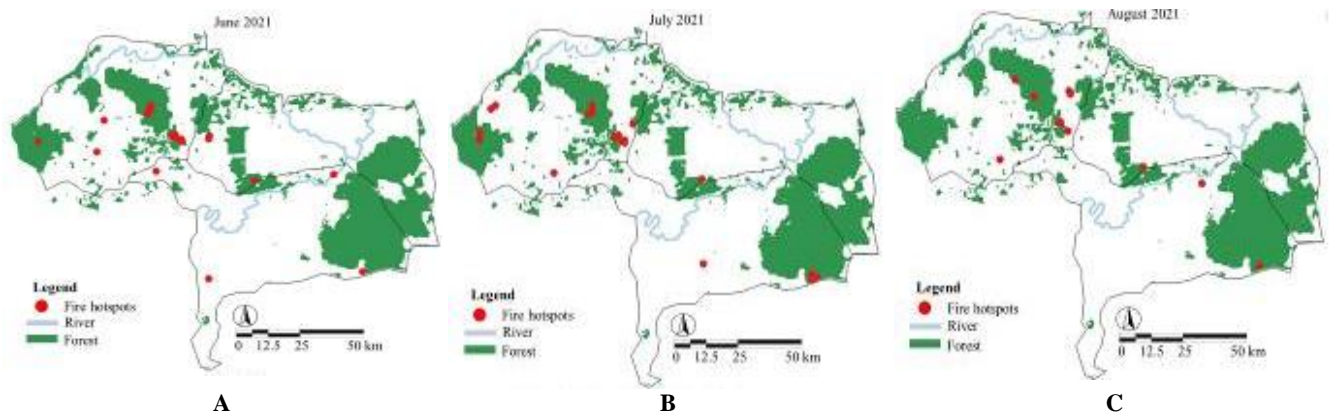 June 2021
Legend
Fire hotspots
River
Forest
0 12.5 25 50 km
A
July 2021
Legend
Fire hotspots
River
Forest
0 12.5 25 50 km
B
August 2021
Legend
Fire hotspots
River
Forest
0 12.5 25 50 km
C